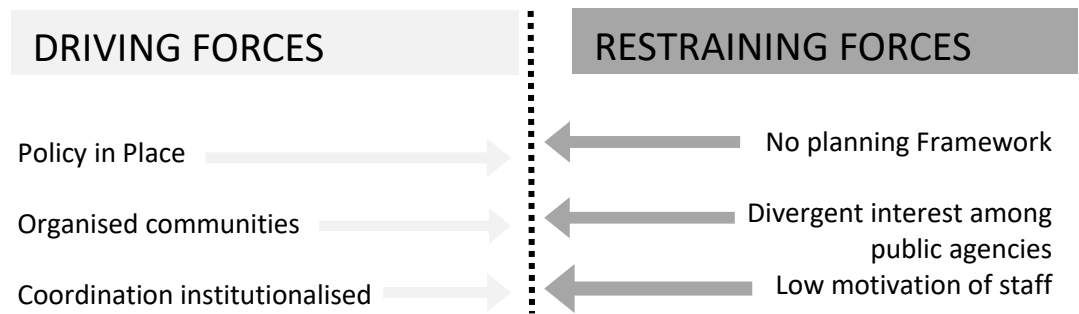 DRIVING FORCES
RESTRAINING FORCES
Policy in Place
Organised communities
Coordination institutionalised
No planning Framework
Divergent interest among
public agencies
Low motivation of staff